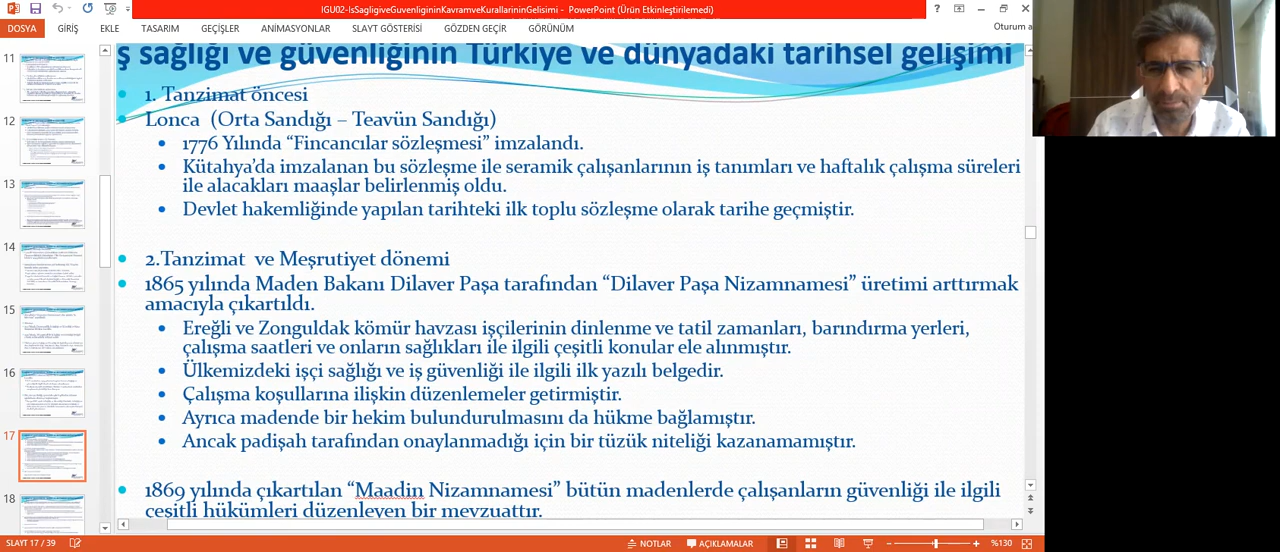 IGU02-IsSagligiveGuvenligininKavramveKurallarininGelisimi - PowerPoint (Ürün Etkinleştirilemedi)
DOSYA GİRİŞ EKLE TASARIM GEÇİŞLER ANİMASYONLAR SLAYT GÖSTERİSİ GÖZDEN GEÇİR GÖRÜNÜM Oturum a
ş sağlığı ve güvenliğinin Türkiye ve dünyadaki tarihsel gelişimi
1. Tanzimat öncesi
Lonca (Orta Sandığı – Teavün Sandığı)
1776 Yılında “Fincancılar sözleşmesi” imzalandı.
Kütahya’da imzalanan bu sözleşme ile seramik çalışanlarının iş tanımları ve haftalık çalışma süreleri
ile alacakları maaşlar belirlenmiş oldu.
Devlet hakemliğinde yapılan tarihteki ilk toplu sözleşme olarak tarihe geçmiştir.
2.Tanzimat ve Meşrutiyet dönemi
1865 yılında Maden Bakanı Dilaver Paşa tarafından “Dilaver Paşa Nizamnamesi” üretimi arttırmak
amacıyla çıkartıldı.
Ereğli ve Zonguldak kömür havzası işçilerinin dinlenme ve tatil zamanları, barındırma yerleri,
çalışma saatleri ve onların sağlıkları ile ilgili çeşitli konular ele alınmıştır.
Ülkemizdeki işçi sağlığı ve iş güvenliği ile ilgili ilk yazılı belgedir.
Çalışma koşullarına ilişkin düzenlemeler getirmiştir.
Ayrıca madende bir hekim bulundurulmasını da hükme bağlamıştır.
Ancak padişah tarafından onaylanmadığı için bir tüzük niteliği kazanamamıştır.
1869 yılında çıkartılan “Maadin Nizamnamesi” bütün madenlerde çalışanların güvenliği ile ilgili
çeşitli hükümleri düzenleyen bir mevzuattır.
11
12
13
14
15
16
17
18
SLAYT 17 / 39 NOTLAR AÇIKLAMALAR %130